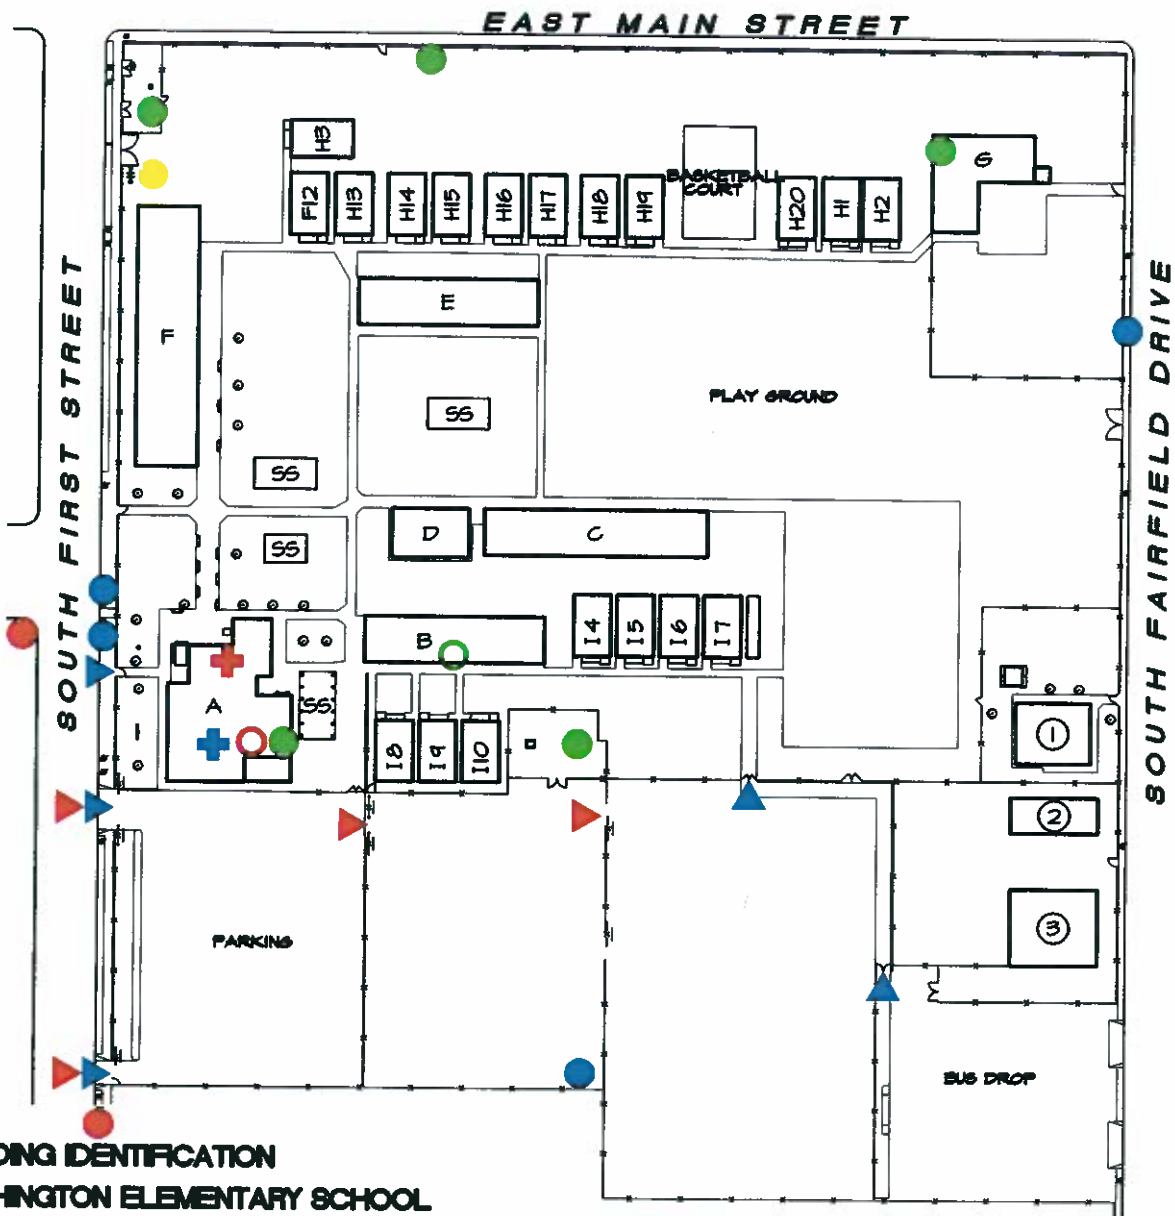 EAST MAIN STREET
H3
F12
H13
H14
H15
H16
H17
H18
H19
BASKETBALL
COURT
H20
H1
H2
G
E
F
SOUTH FIRST STREET
SOUTH FAIRFIELD DRIVE
PLAY GROUND
SS
SS
SS
D
C
B
I4
I5
I6
I7
A
SS
I8
I9
I10
1
2
3
PARKING
BUS DROP
DING IDENTIFICATION
HINGTON ELEMENTARY SCHOOL